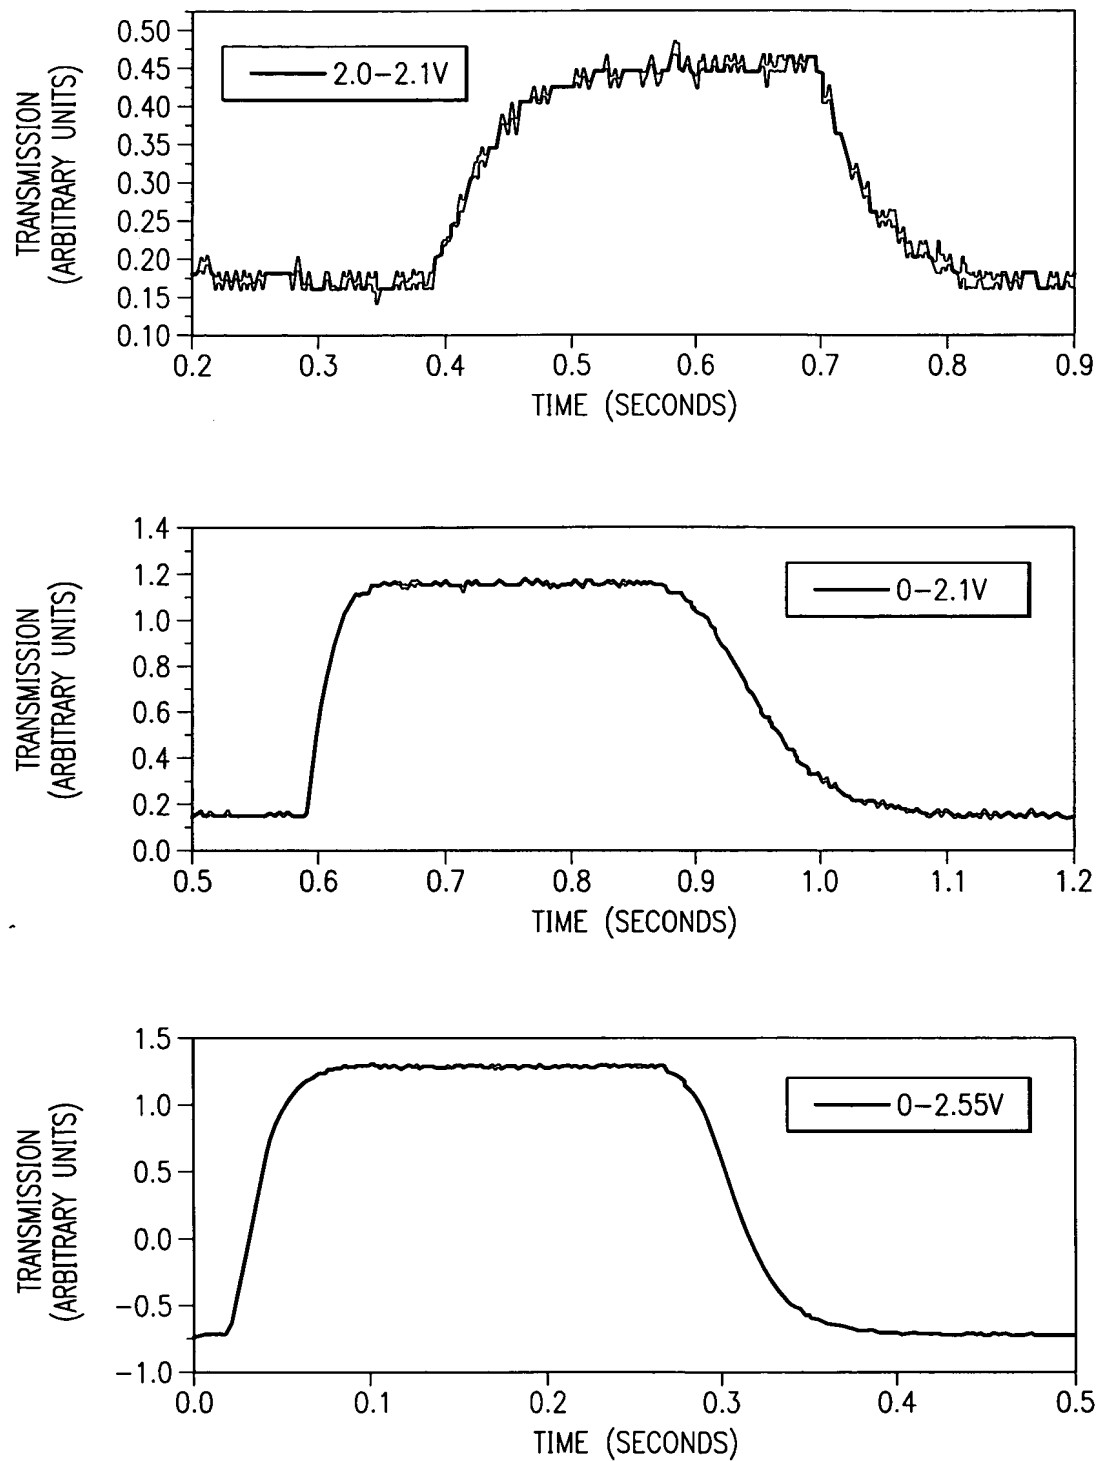 TRANSMISSION
(ARBITRARY UNITS)
0.50
0.45
0.40
0.35
0.30
0.25
0.20
0.15
0.10
2.0–2.1V
0.2 0.3 0.4 0.5 0.6 0.7 0.8 0.9
TIME (SECONDS)
TRANSMISSION
(ARBITRARY UNITS)
1.4
1.2
1.0
0.8
0.6
0.4
0.2
0.0
0–2.1V
0.5 0.6 0.7 0.8 0.9 1.0 1.1 1.2
TIME (SECONDS)
TRANSMISSION
(ARBITRARY UNITS)
1.5
1.0
0.5
0.0
−0.5
−1.0
0–2.55V
0.0 0.1 0.2 0.3 0.4 0.5
TIME (SECONDS)